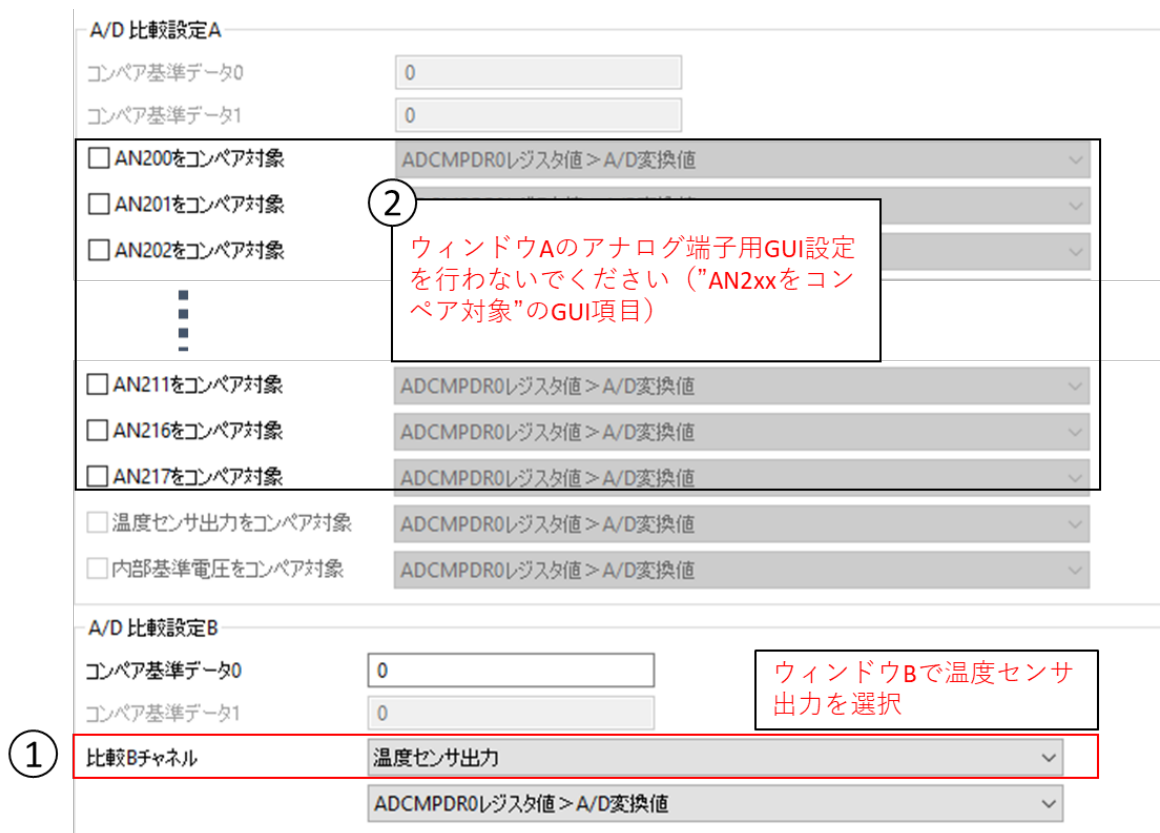 A/D 比較設定A
コンペア基準データ0
0
コンペア基準データ1
0
AN200をコンペア対象
ADCMPDR0レジスタ値＞A/D変換値
AN201をコンペア対象
②
AN202をコンペア対象
ウィンドウAのアナログ端子用GUI設定
を行わないでください（”AN2xxをコン
ペア対象”のGUI項目）
AN211をコンペア対象
ADCMPDR0レジスタ値＞A/D変換値
AN216をコンペア対象
ADCMPDR0レジスタ値＞A/D変換値
AN217をコンペア対象
ADCMPDR0レジスタ値＞A/D変換値
温度センサ出力をコンペア対象
ADCMPDR0レジスタ値＞A/D変換値
内部基準電圧をコンペア対象
ADCMPDR0レジスタ値＞A/D変換値
A/D 比較設定B
コンペア基準データ0
0
ウィンドウBで温度センサ
出力を選択
コンペア基準データ1
0
①
比較Bチャネル
温度センサ出力
ADCMPDR0レジスタ値＞A/D変換値